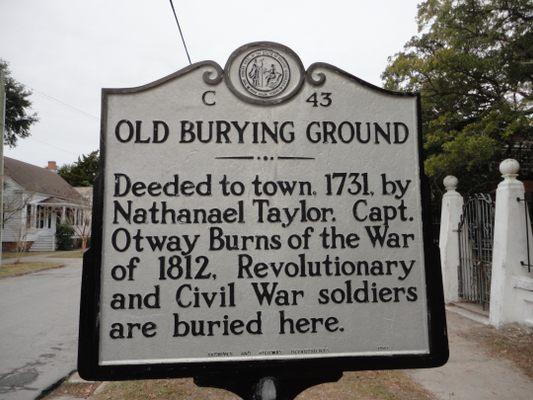 C 43
OLD BURYING GROUND
Deeded to town, 1731, by
Nathanael Taylor. Capt.
Otway Burns of the War
of 1812, Revolutionary
and Civil War soldiers
are buried here.